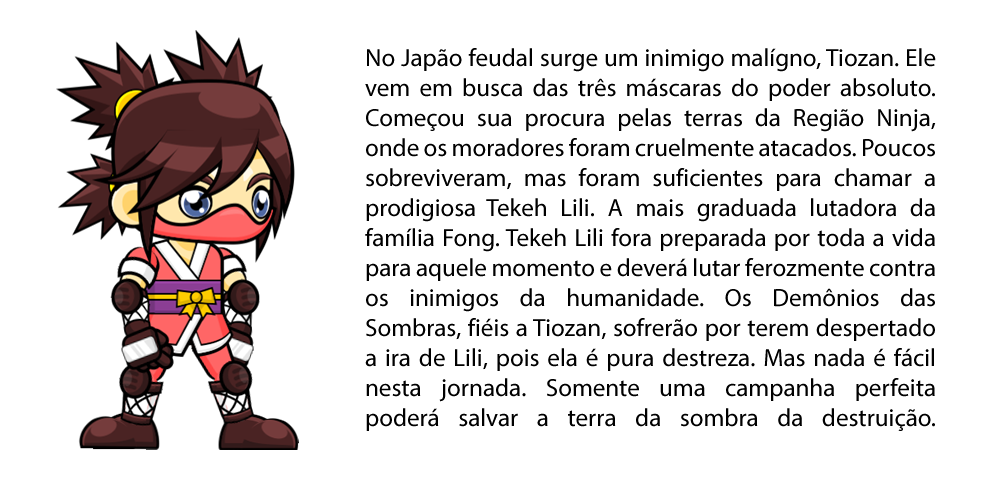 No Japão feudal surge um inimigo malígno, Tiozan. Ele
vem em busca das três máscaras do poder absoluto.
Começou sua procura pelas terras da Região Ninja,
onde os moradores foram cruelmente atacados. Poucos
sobreviveram, mas foram suficientes para chamar a
prodigiosa Tekeh Lili. A mais graduada lutadora da
família Fong. Tekeh Lili fora preparada por toda a vida
para aquele momento e deverá lutar ferozmente contra
os inimigos da humanidade. Os Demônios das
Sombras, fiéis a Tiozan, sofrerão por terem despertado
a ira de Lili, pois ela é pura destreza. Mas nada é fácil
nesta jornada. Somente uma campanha perfeita
poderá salvar a terra da sombra da destruição.